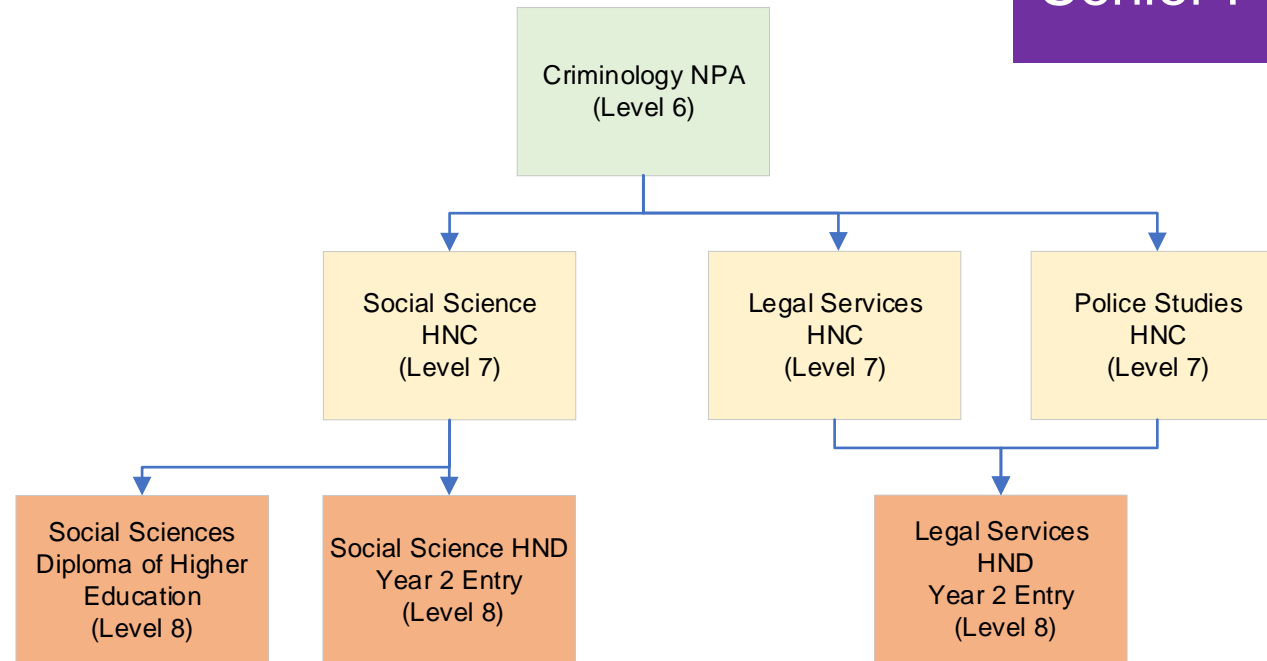 Criminology NPA
(Level 6)
Social Science
HNC
(Level 7)
Legal Services
HNC
(Level 7)
Police Studies
HNC
(Level 7)
Social Sciences
Diploma of Higher
Education
(Level 8)
Social Science HND
Year 2 Entry
(Level 8)
Legal Services
HND
Year 2 Entry
(Level 8)